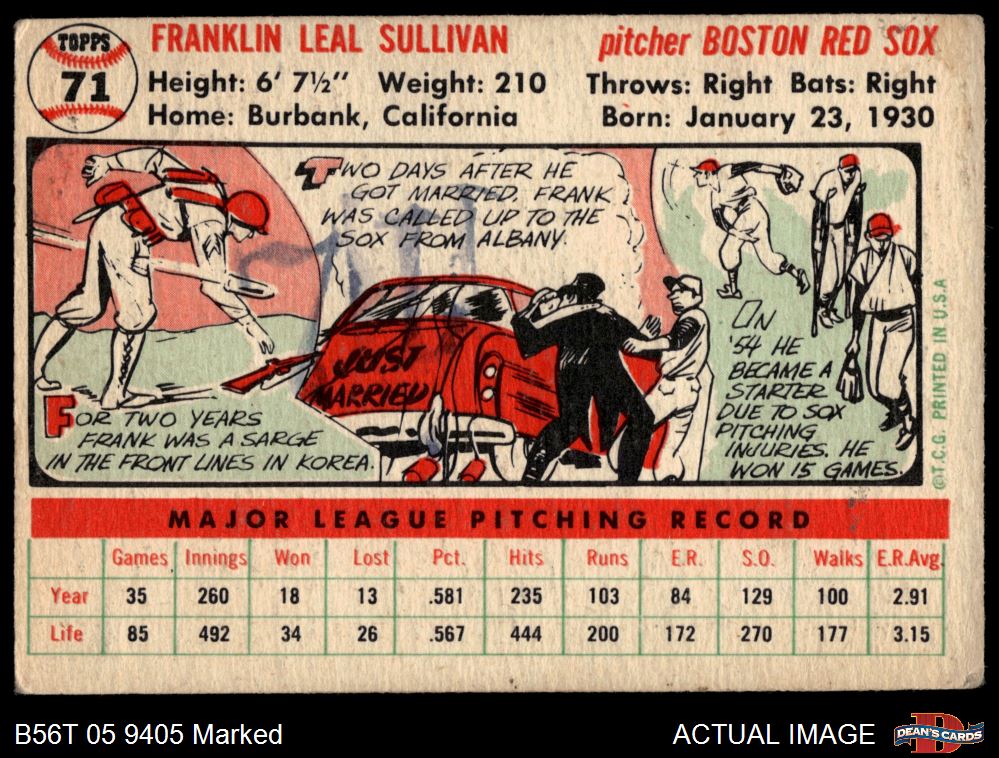 TOPPS
71
FRANKLIN LEAL SULLIVAN
pitcher BOSTON RED SOX
Height: 6' 7½" Weight: 210
Throws: Right Bats: Right
Home: Burbank, California
Born: January 23, 1930
FOR TWO YEARS
FRANK WAS A SARGE
IN THE FRONT LINES IN KOREA.
TWO DAYS AFTER HE
GOT MARRIED, FRANK
WAS CALLED UP TO THE
SOX FROM ALBANY.
JUST
MARRIED
IN
'54 HE
BECAME A
STARTER
DUE TO SOX
PITCHING
INJURIES. HE
WON 15 GAMES.
©T.C.G. PRINTED IN U.S.A
MAJOR LEAGUE PITCHING RECORD
Games Innings Won Lost Pct. Hits Runs E.R. S.O. Walks E.R.Avg.
Year 35 260 18 13 .581 235 103 84 129 100 2.91
Life 85 492 34 26 .567 444 200 172 270 177 3.15
B56T 05 9405 Marked
ACTUAL IMAGE
D
DEAN'S CARDS